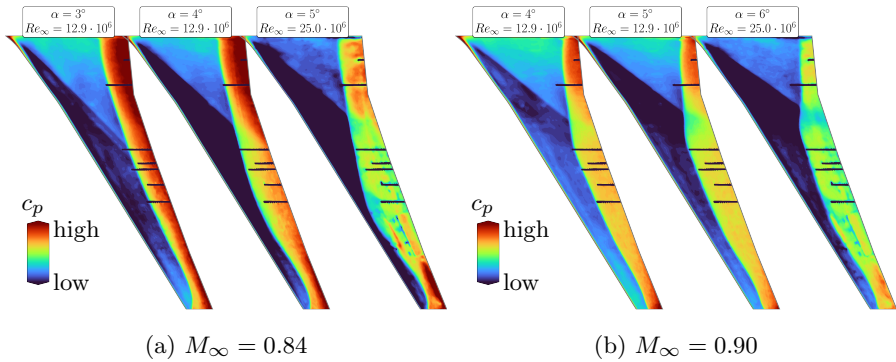 α = 3° α = 4° α = 5°
Re∞ = 12.9 · 10⁶ Re∞ = 12.9 · 10⁶ Re∞ = 25.0 · 10⁶
α = 4° α = 5° α = 6°
Re∞ = 12.9 · 10⁶ Re∞ = 12.9 · 10⁶ Re∞ = 25.0 · 10⁶
cₚ
high
low
cₚ
high
low
(a) M∞ = 0.84
(b) M∞ = 0.90